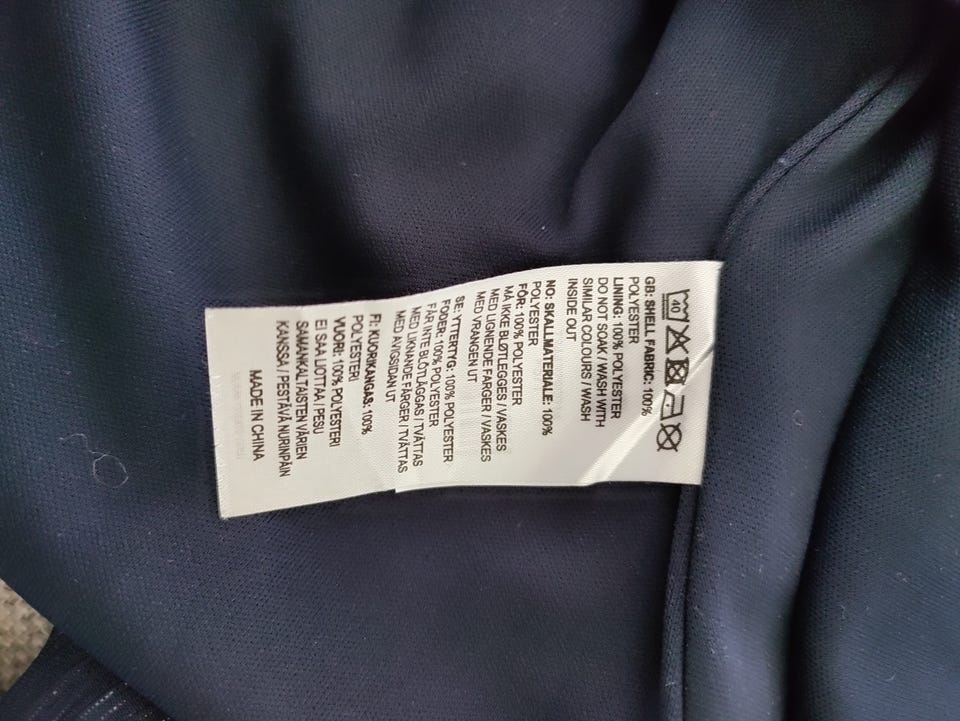 40
GB: SHELL FABRIC: 100%
POLYESTER
LINING: 100% POLYESTER
DO NOT SOAK / WASH WITH
SIMILAR COLOURS / WASH
INSIDE OUT
NO: SKALLMATERIALE: 100%
POLYESTER
FÔR: 100% POLYESTER
MÅ IKKE BLØTLEGGES / VASKES
MED LIGNENDE FARGER / VASKES
MED VRANGEN UT
SE: YTTERTYG: 100% POLYESTER
FODER: 100% POLYESTER
FÅR INTE BLÖTLÄGGAS / TVÄTTAS
MED LIKNANDE FÄRGER / TVÄTTAS
MED AVIGSIDAN UT
FI: KUORIKANGAS: 100%
POLYESTERI
VUORI: 100% POLYESTERI
EI SAA LIOTTAA / PESU
SAMANKALTAISTEN VÄRIEN
KANSSA / PESTÄVÄ NURINPÄIN
MADE IN CHINA